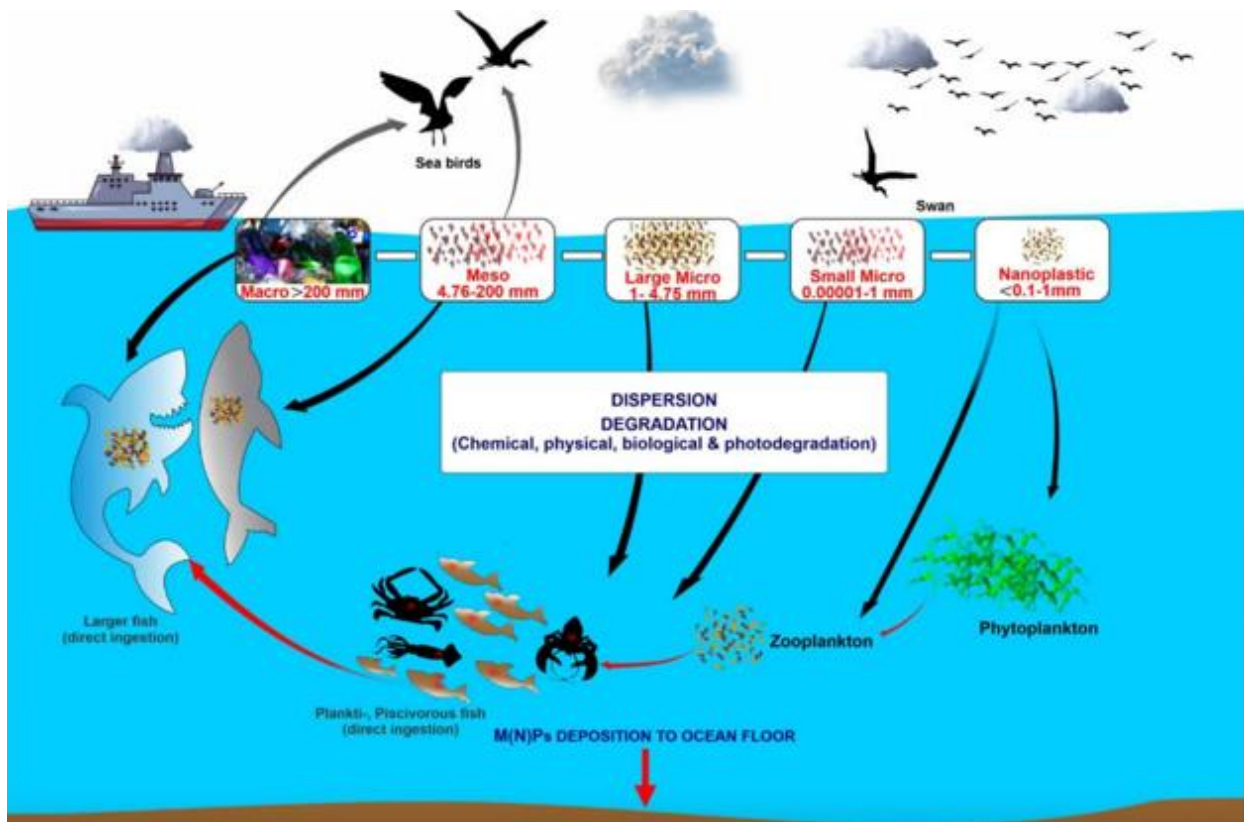 Sea birds
Swan
Macro >200 mm
Meso
4.76-200 mm
Large Micro
1- 4.75 mm
Small Micro
0.00001-1 mm
Nanoplastic
<0.1-1mm
DISPERSION
DEGRADATION
(Chemical, physical, biological & photodegradation)
Larger fish
(direct ingestion)
Zooplankton
Phytoplankton
Plankti-, Piscivorous fish
(direct ingestion)
M(N)Ps DEPOSITION TO OCEAN FLOOR